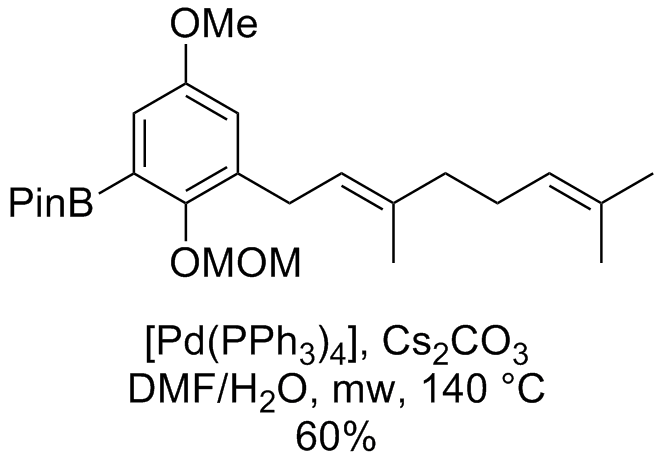 OMe
PinB
OMOM
[Pd(PPh₃)₄], Cs₂CO₃
DMF/H₂O, mw, 140 °C
60%